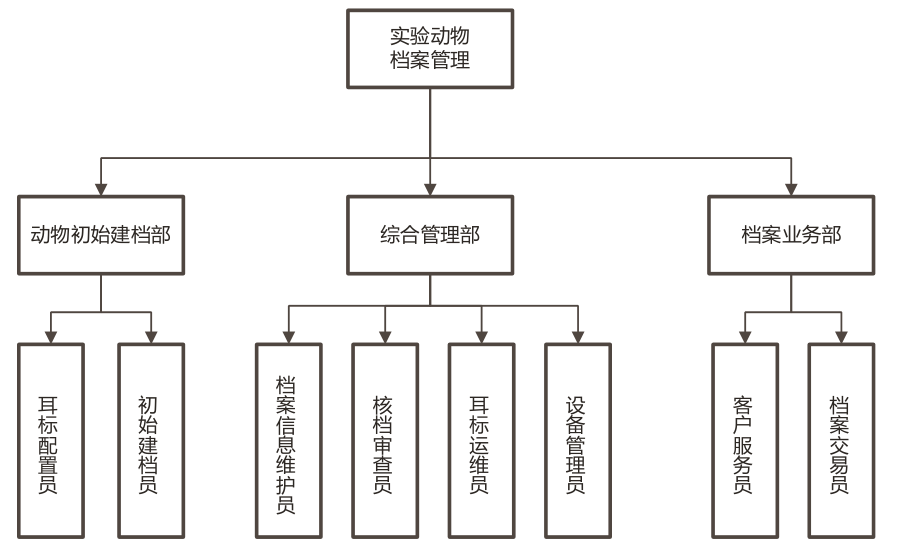 实验动物
档案管理
动物初始建档部
综合管理部
档案业务部
耳标配置员
初始建档员
档案信息维护员
核档审查员
耳标运维员
设备管理员
客户服务员
档案交易员